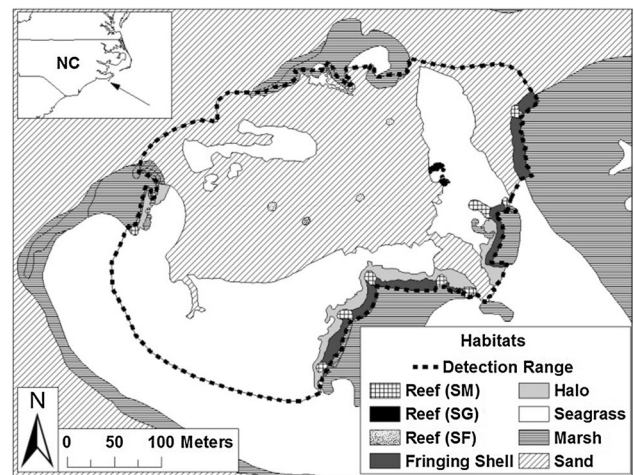 NC
Habitats
Detection Range
Reef (SM) Halo
Reef (SG) Seagrass
Reef (SF) Marsh
Fringing Shell Sand
N
0 50 100 Meters